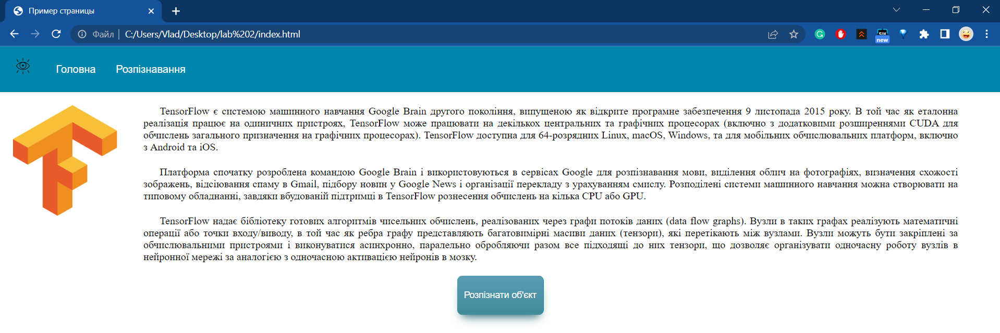 Пример страницы
Файл | C:/Users/Vlad/Desktop/lab%202/index.html
new
Головна Розпізнавання
TensorFlow є системою машинного навчання Google Brain другого покоління, випущеною як відкрите програмне забезпечення 9 листопада 2015 року. В той час як еталонна
реалізація працює на одиничних пристроях, TensorFlow може працювати на декількох центральних та графічних процесорах (включно з додатковими розширеннями CUDA для
обчислень загального призначення на графічних процесорах). TensorFlow доступна для 64-розрядних Linux, macOS, Windows, та для мобільних обчислювальних платформ, включно
з Android та iOS.
Платформа спочатку розроблена командою Google Brain і використовуються в сервісах Google для розпізнавання мови, виділення облич на фотографіях, визначення схожості
зображень, відсіювання спаму в Gmail, підбору новин у Google News і організації перекладу з урахуванням смислу. Розподілені системи машинного навчання можна створювати на
типовому обладнанні, завдяки вбудованій підтримці в TensorFlow рознесення обчислень на кілька CPU або GPU.
TensorFlow надає бібліотеку готових алгоритмів чисельних обчислень, реалізованих через графи потоків даних (data flow graphs). Вузли в таких графах реалізують математичні
операції або точки входу/виводу, в той час як ребра графу представляють багатовимірні масиви даних (тензори), які перетікають між вузлами. Вузли можуть бути закріплені за
обчислювальними пристроями і виконуватися асинхронно, паралельно обробляючи разом все підходящі до них тензори, що дозволяє організувати одночасну роботу вузлів в
нейронної мережі за аналогією з одночасною активацією нейронів в мозку.
Розпізнати об'єкт